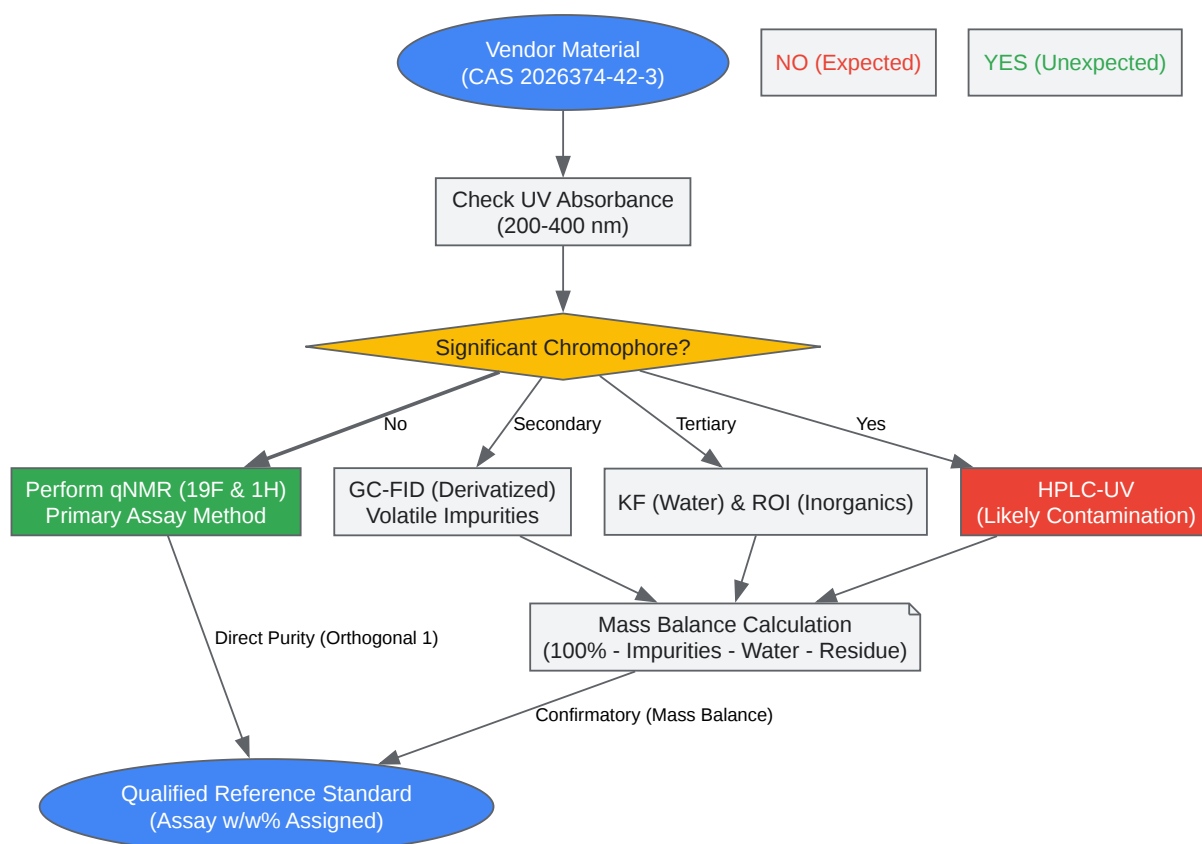 Vendor Material
(CAS 2026374-42-3)
NO (Expected)
YES (Unexpected)
Check UV Absorbance
(200-400 nm)
Significant Chromophore?
No
Secondary
Tertiary
Yes
Perform qNMR (19F & 1H)
Primary Assay Method
GC-FID (Derivatized)
Volatile Impurities
KF (Water) & ROI (Inorganics)
HPLC-UV
(Likely Contamination)
Direct Purity (Orthogonal 1)
Mass Balance Calculation
(100% - Impurities - Water - Residue)
Confirmatory (Mass Balance)
Qualified Reference Standard
(Assay w/w% Assigned)